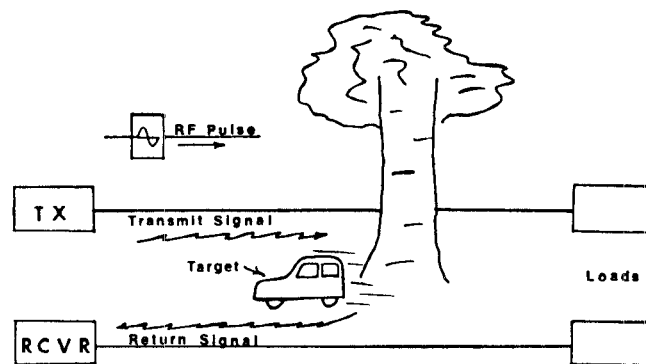 RF Pulse
TX
Transmit Signal
Target
Loads
RCVR
Return Signal